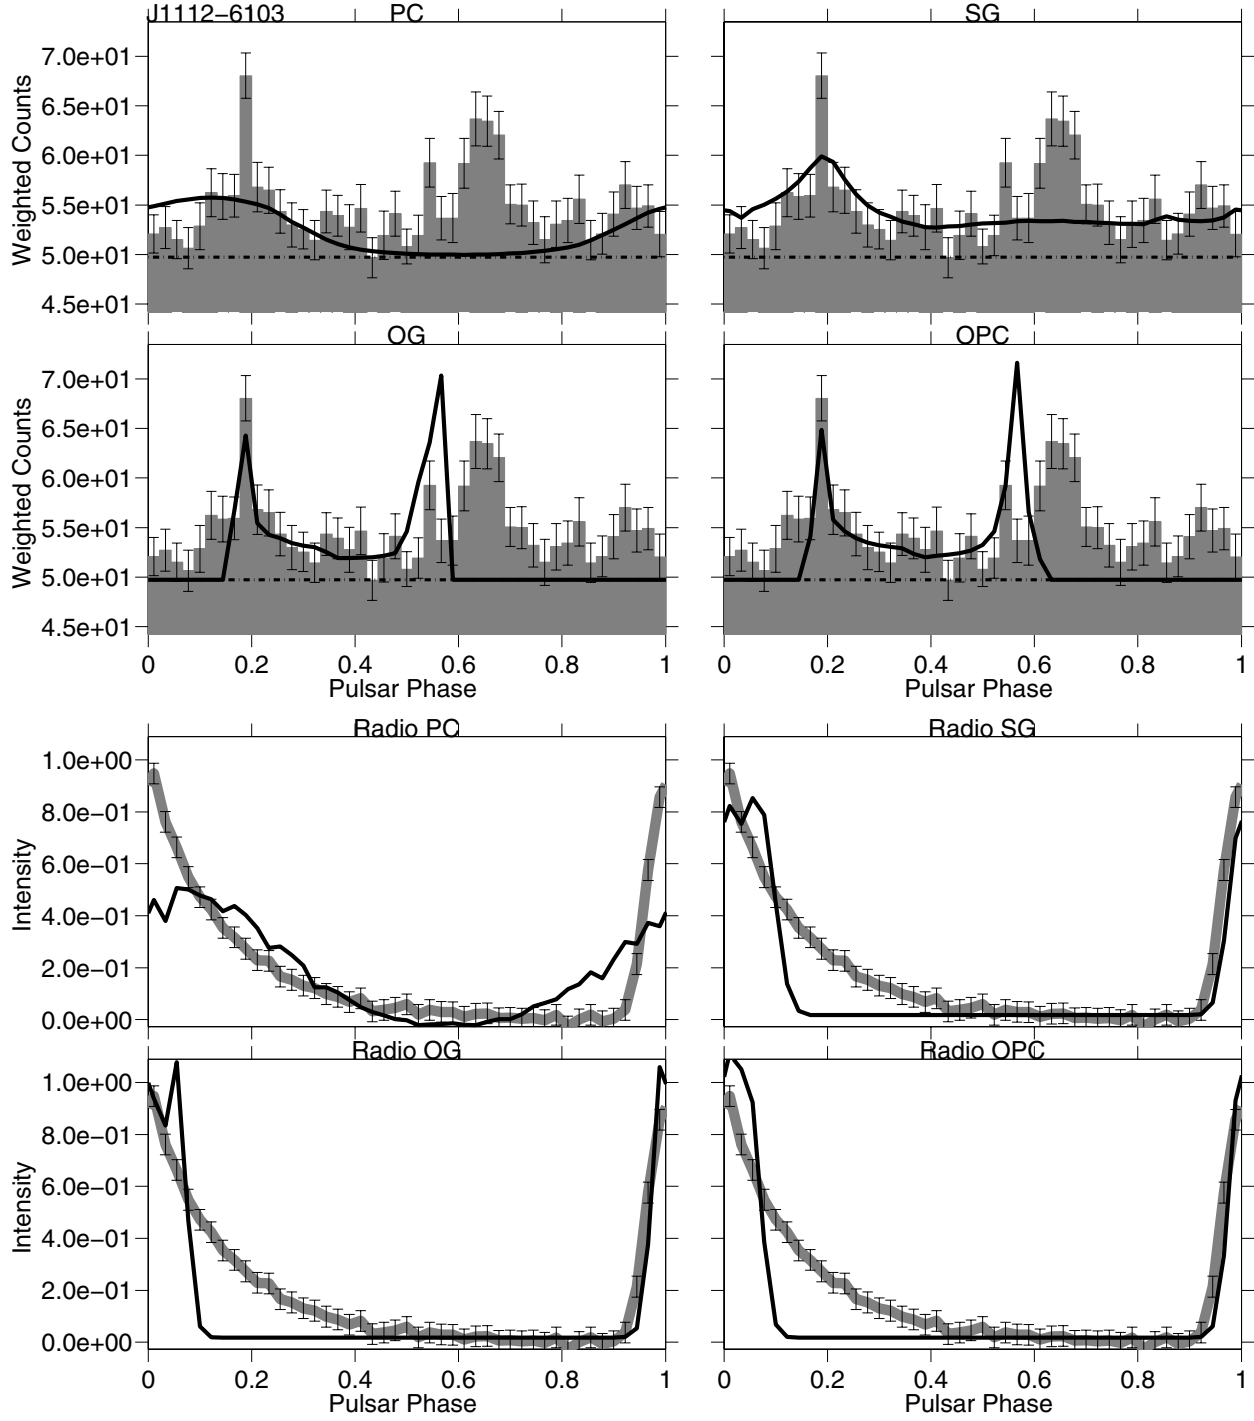 J1112−6103
PC
SG
Weighted Counts
7.0e+01
6.5e+01
6.0e+01
5.5e+01
5.0e+01
4.5e+01
OG
OPC
Weighted Counts
7.0e+01
6.5e+01
6.0e+01
5.5e+01
5.0e+01
4.5e+01
0 0.2 0.4 0.6 0.8 1
0 0.2 0.4 0.6 0.8 1
Pulsar Phase
Pulsar Phase
Radio PC
Radio SG
Intensity
1.0e+00
8.0e−01
6.0e−01
4.0e−01
2.0e−01
0.0e+00
Radio OG
Radio OPC
Intensity
1.0e+00
8.0e−01
6.0e−01
4.0e−01
2.0e−01
0.0e+00
0 0.2 0.4 0.6 0.8 1
0 0.2 0.4 0.6 0.8 1
Pulsar Phase
Pulsar Phase